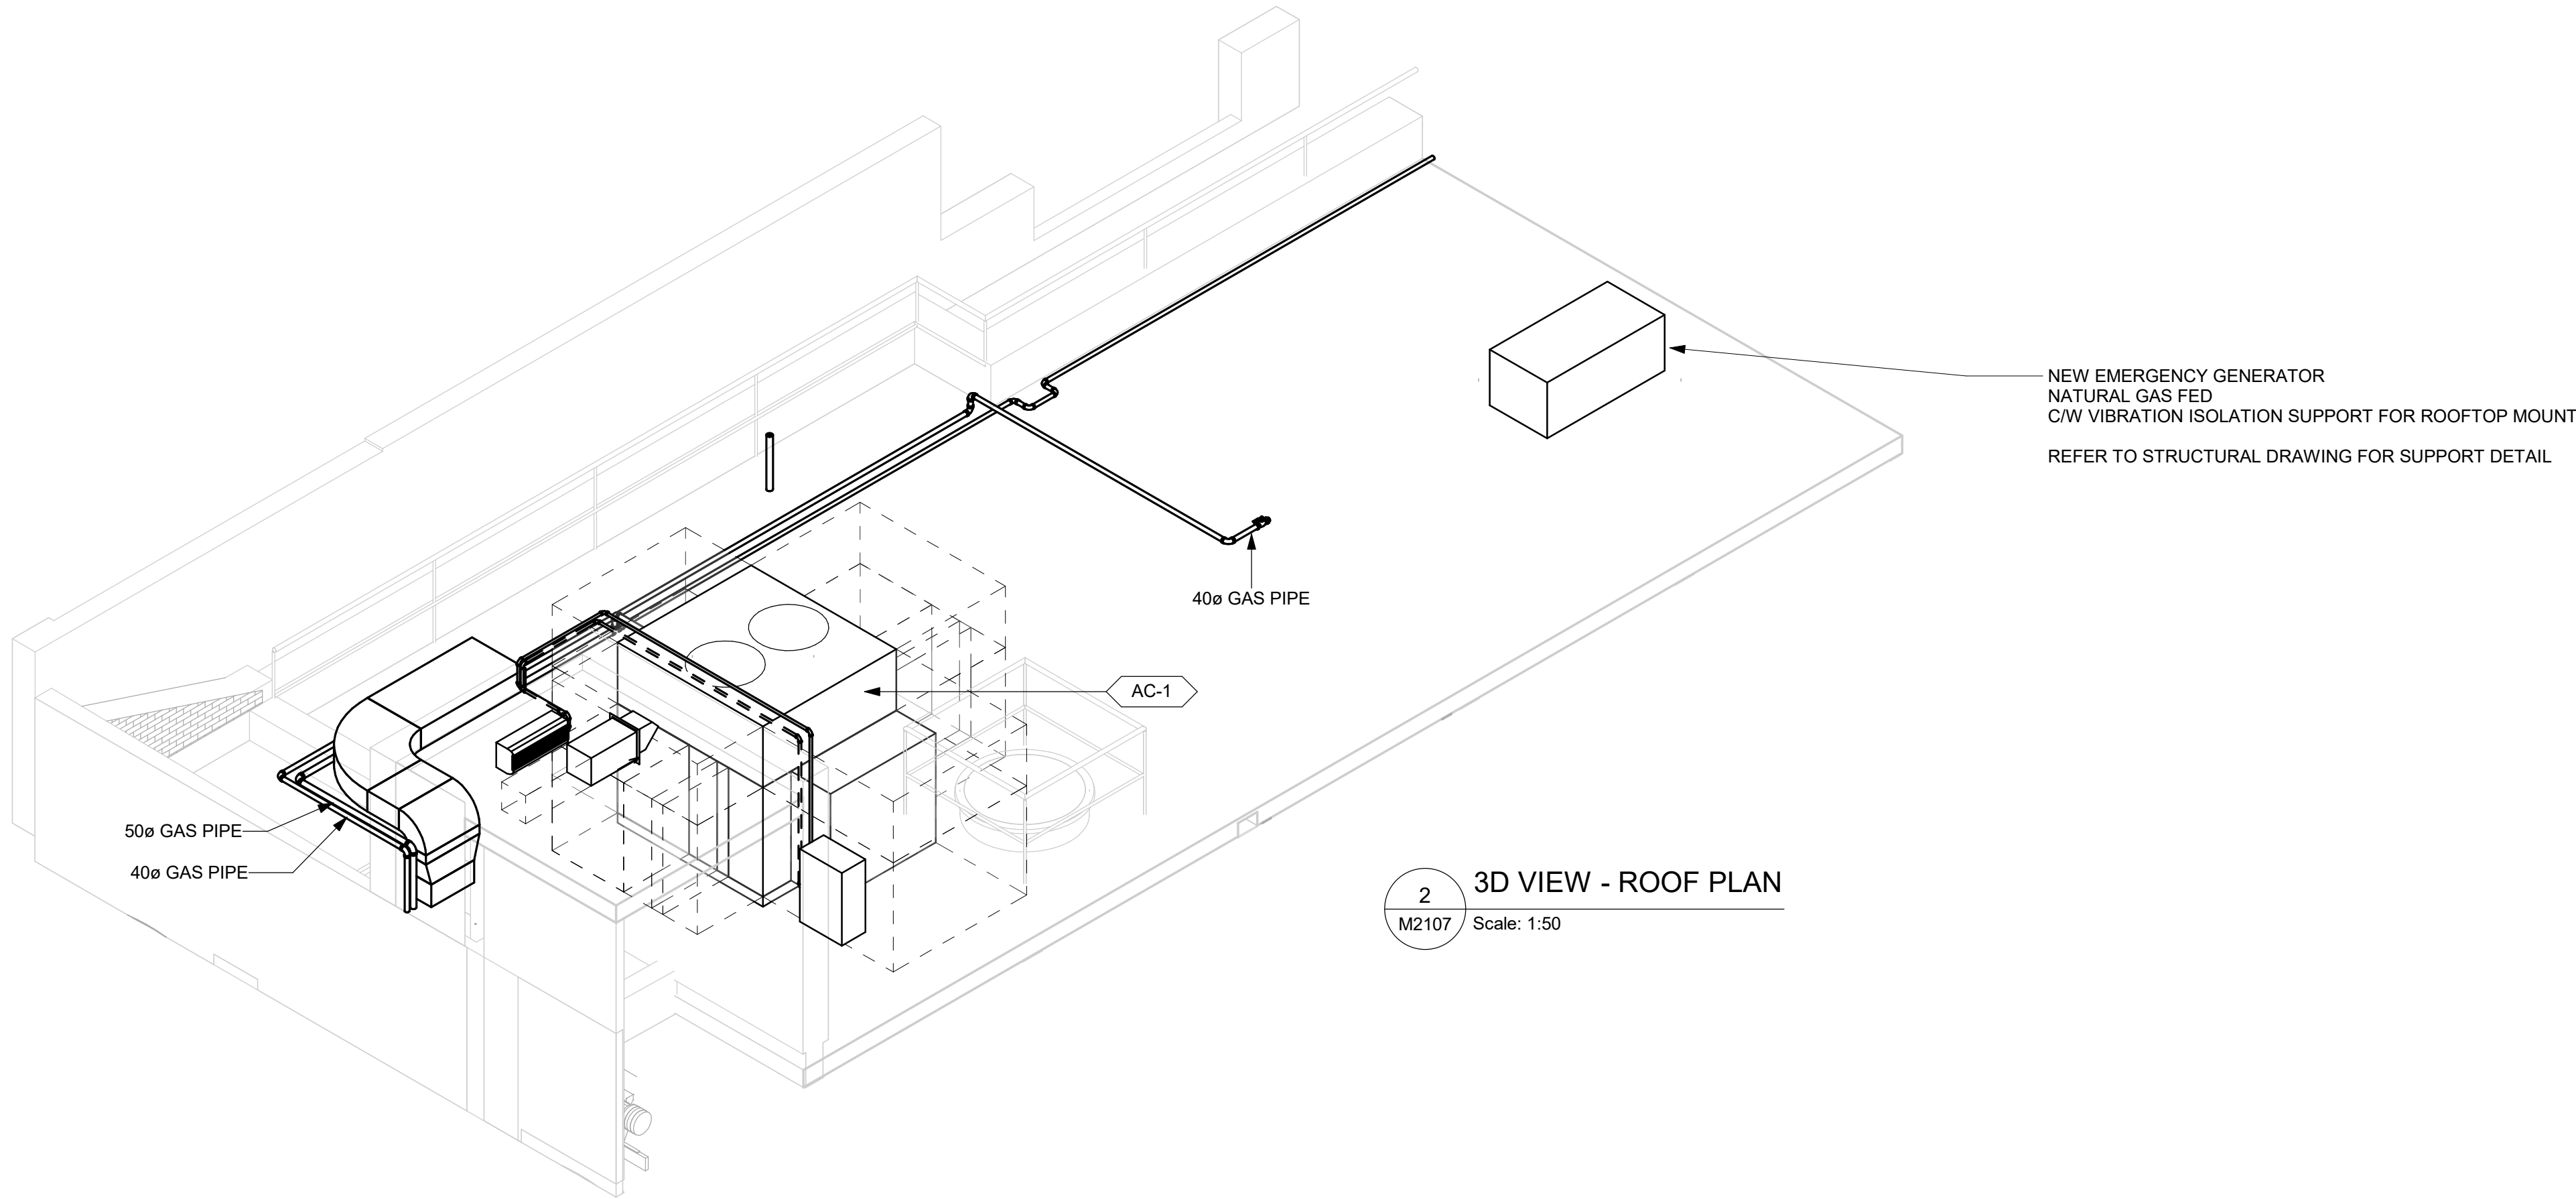 NEW EMERGENCY GENERATOR
NATURAL GAS FED
C/W VIBRATION ISOLATION SUPPORT FOR ROOFTOP MOUNT
REFER TO STRUCTURAL DRAWING FOR SUPPORT DETAIL
40ø GAS PIPE
AC-1
50ø GAS PIPE
40ø GAS PIPE
2
M2107
3D VIEW - ROOF PLAN
Scale: 1:50